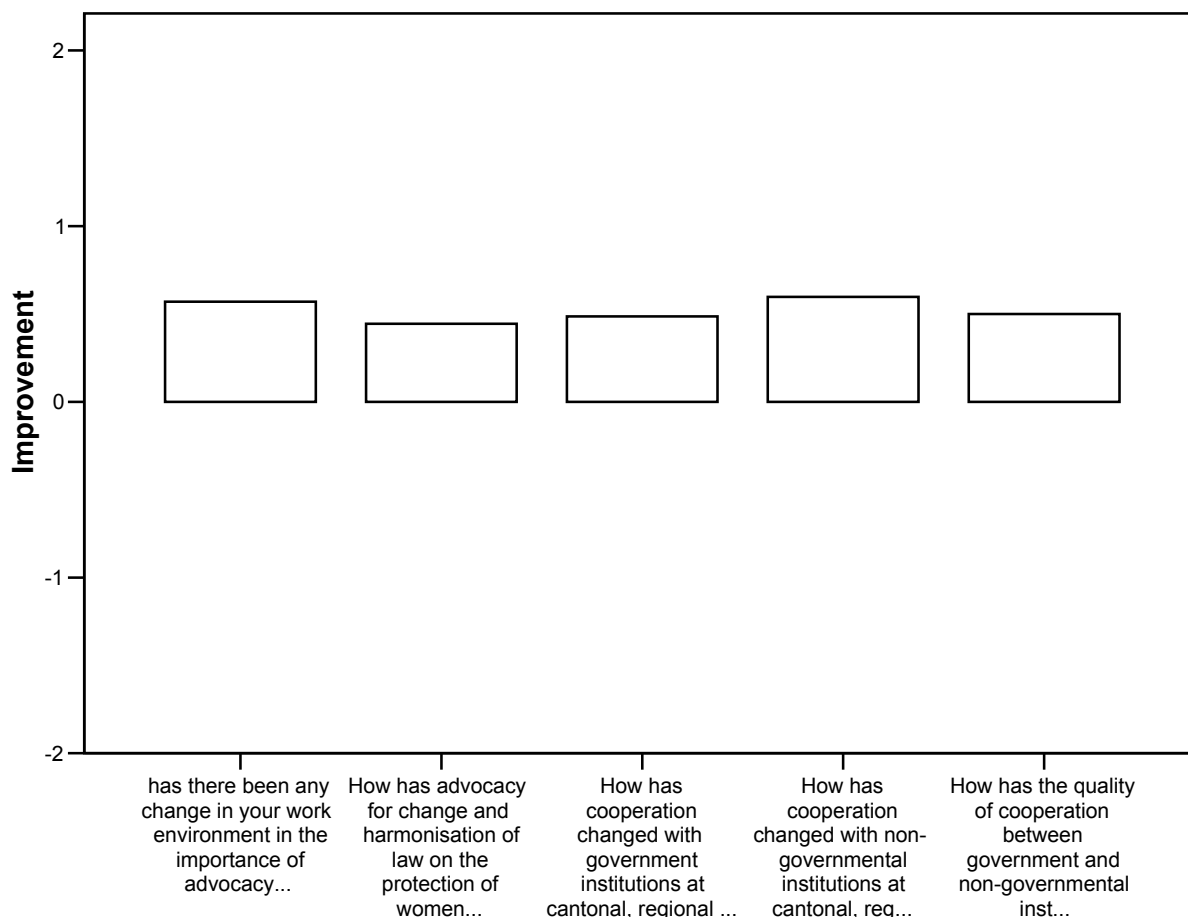 2
1
0
-1
-2
Improvement
has there been any
change in your work
environment in the
importance of
advocacy...
How has advocacy
for change and
harmonisation of
law on the
protection of
women...
How has
cooperation
changed with
government
institutions at
cantonal, regional ...
How has
cooperation
changed with non-
governmental
institutions at
cantonal, reg...
How has the quality
of cooperation
between
government and
non-governmental
inst...